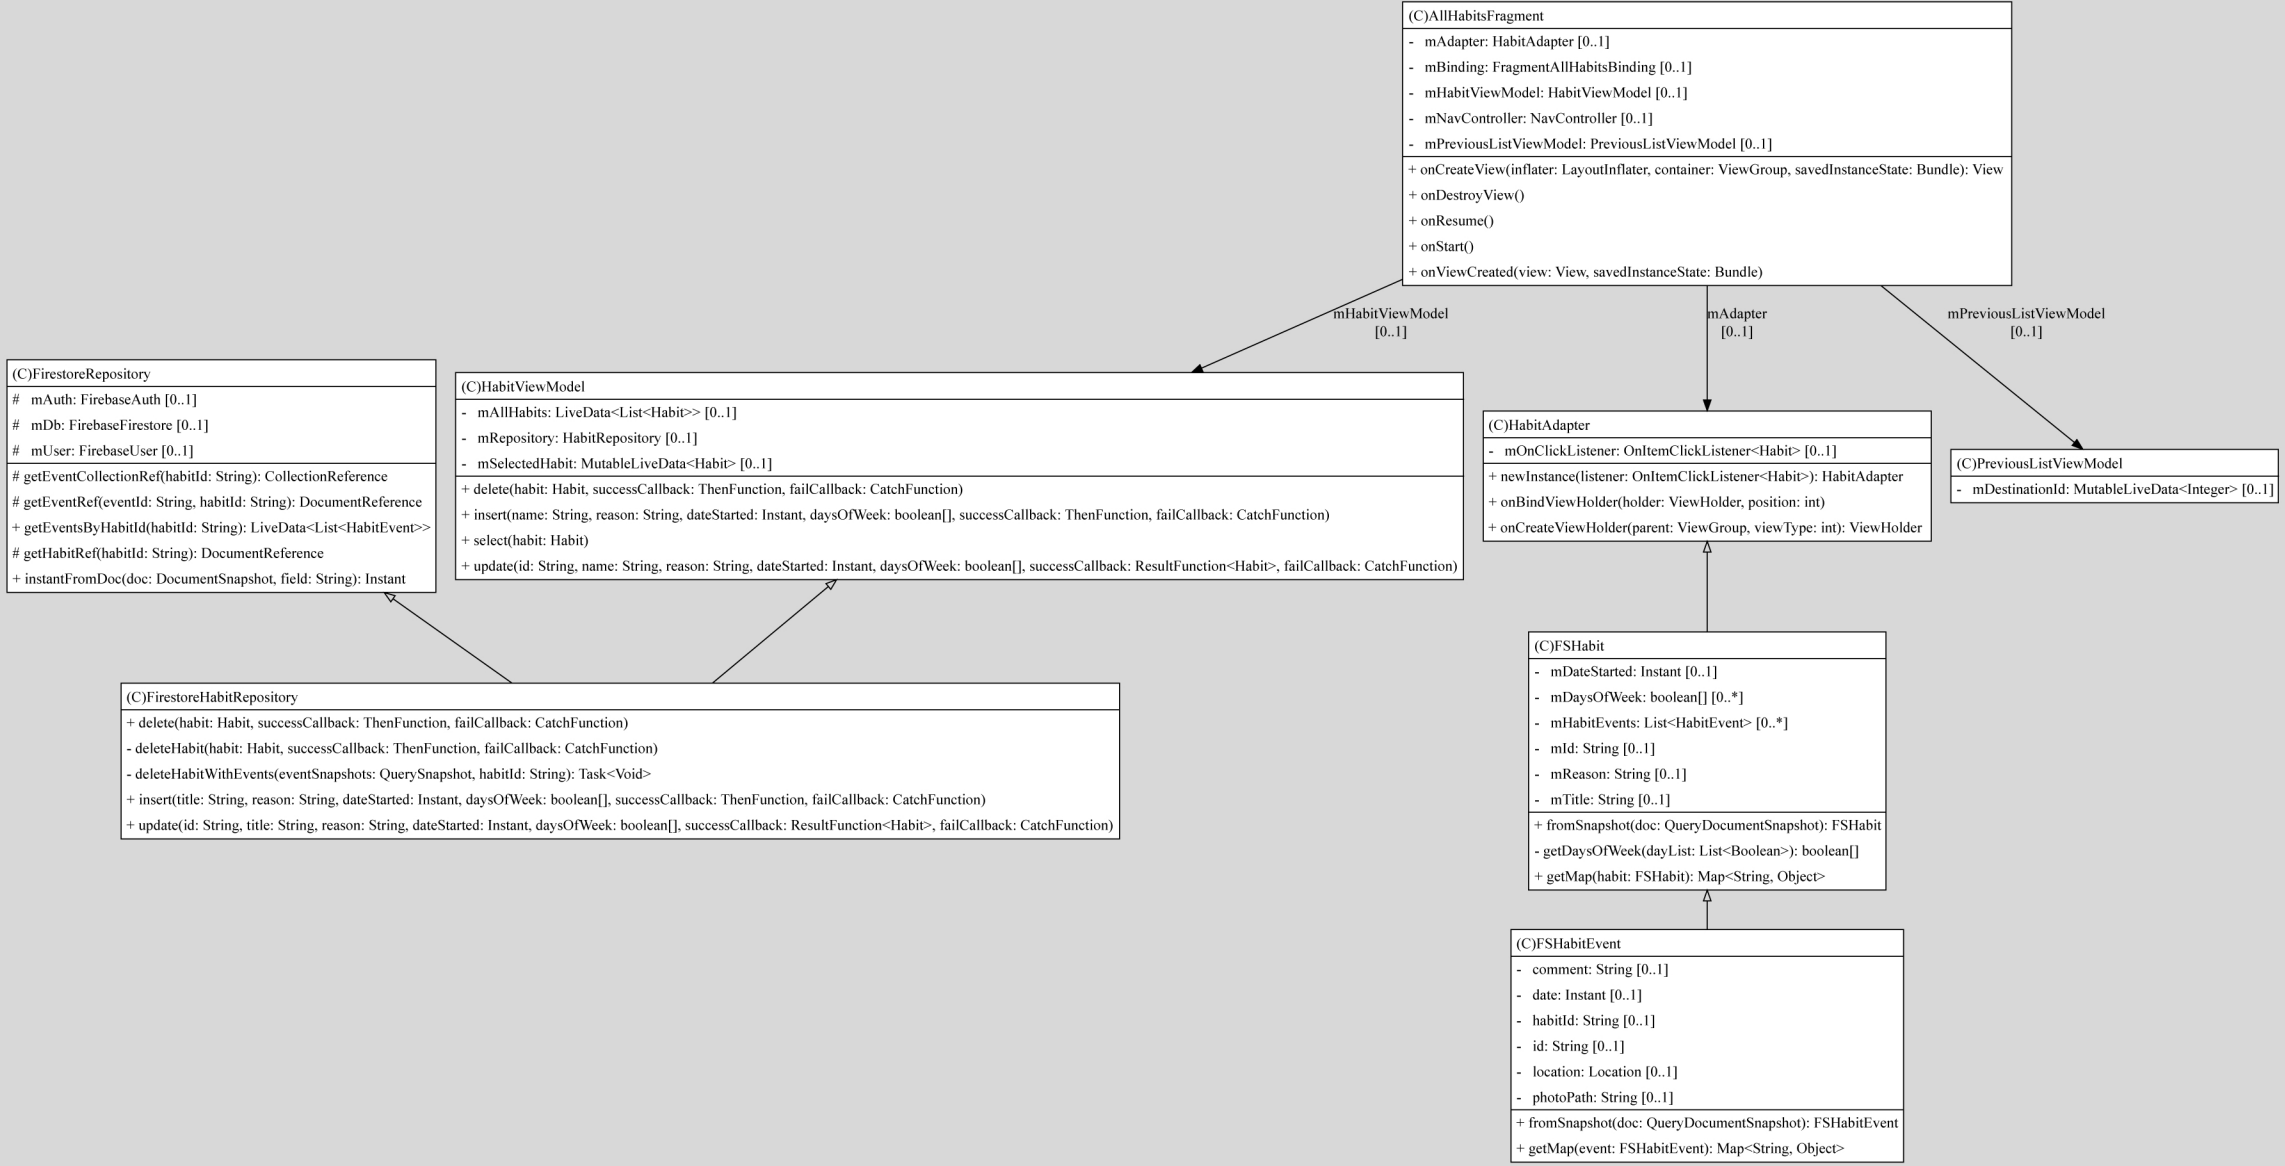 (C)AllHabitsFragment
- mAdapter: HabitAdapter [0..1]
- mBinding: FragmentAllHabitsBinding [0..1]
- mHabitViewModel: HabitViewModel [0..1]
- mNavController: NavController [0..1]
- mPreviousListViewModel: PreviousListViewModel [0..1]
+ onCreateView(inflater: LayoutInflater, container: ViewGroup, savedInstanceState: Bundle): View
+ onDestroyView()
+ onResume()
+ onStart()
+ onViewCreated(view: View, savedInstanceState: Bundle)
mHabitViewModel
[0..1]
mAdapter
[0..1]
mPreviousListViewModel
[0..1]
(C)FirestoreRepository
# mAuth: FirebaseAuth [0..1]
# mDb: FirebaseFirestore [0..1]
# mUser: FirebaseUser [0..1]
# getEventCollectionRef(habitId: String): CollectionReference
# getEventRef(eventId: String, habitId: String): DocumentReference
+ getEventsByHabitId(habitId: String): LiveData<List<HabitEvent>>
# getHabitRef(habitId: String): DocumentReference
+ instantFromDoc(doc: DocumentSnapshot, field: String): Instant
(C)HabitViewModel
- mAllHabits: LiveData<List<Habit>> [0..1]
- mRepository: HabitRepository [0..1]
- mSelectedHabit: MutableLiveData<Habit> [0..1]
+ delete(habit: Habit, successCallback: ThenFunction, failCallback: CatchFunction)
+ insert(name: String, reason: String, dateStarted: Instant, daysOfWeek: boolean[], successCallback: ThenFunction, failCallback: CatchFunction)
+ select(habit: Habit)
+ update(id: String, name: String, reason: String, dateStarted: Instant, daysOfWeek: boolean[], successCallback: ResultFunction<Habit>, failCallback: CatchFunction)
(C)HabitAdapter
- mOnClickListener: OnItemClickListener<Habit> [0..1]
+ newInstance(listener: OnItemClickListener<Habit>): HabitAdapter
+ onBindViewHolder(holder: ViewHolder, position: int)
+ onCreateViewHolder(parent: ViewGroup, viewType: int): ViewHolder
(C)PreviousListViewModel
- mDestinationId: MutableLiveData<Integer> [0..1]
(C)FirestoreHabitRepository
+ delete(habit: Habit, successCallback: ThenFunction, failCallback: CatchFunction)
- deleteHabit(habit: Habit, successCallback: ThenFunction, failCallback: CatchFunction)
- deleteHabitWithEvents(eventSnapshots: QuerySnapshot, habitId: String): Task<Void>
+ insert(title: String, reason: String, dateStarted: Instant, daysOfWeek: boolean[], successCallback: ThenFunction, failCallback: CatchFunction)
+ update(id: String, title: String, reason: String, dateStarted: Instant, daysOfWeek: boolean[], successCallback: ResultFunction<Habit>, failCallback: CatchFunction)
(C)FSHabit
- mDateStarted: Instant [0..1]
- mDaysOfWeek: boolean[] [0..*]
- mHabitEvents: List<HabitEvent> [0..*]
- mId: String [0..1]
- mReason: String [0..1]
- mTitle: String [0..1]
+ fromSnapshot(doc: QueryDocumentSnapshot): FSHabit
- getDaysOfWeek(dayList: List<Boolean>): boolean[]
+ getMap(habit: FSHabit): Map<String, Object>
(C)FSHabitEvent
- comment: String [0..1]
- date: Instant [0..1]
- habitId: String [0..1]
- id: String [0..1]
- location: Location [0..1]
- photoPath: String [0..1]
+ fromSnapshot(doc: QueryDocumentSnapshot): FSHabitEvent
+ getMap(event: FSHabitEvent): Map<String, Object>